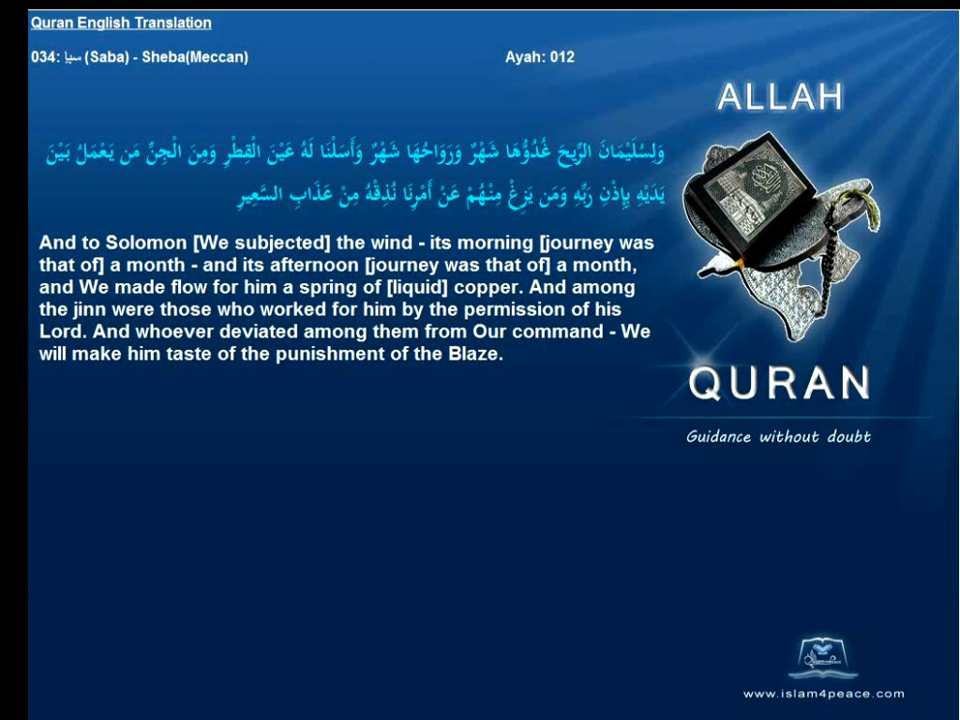 Quran English Translation
034: سبإ (Saba) - Sheba(Meccan) Ayah: 012
ALLAH
وَلِسُلَيْمَانَ الرِّيحَ غُدُوُّهَا شَهْرٌ وَرَوَاحُهَا شَهْرٌ وَأَسَلْنَا لَهُ عَيْنَ الْقِطْرِ وَمِنَ الْجِنِّ مَن يَعْمَلُ بَيْنَ
يَدَيْهِ بِإِذْنِ رَبِّهِ وَمَن يَزِغْ مِنْهُمْ عَنْ أَمْرِنَا نُذِقْهُ مِنْ عَذَابِ السَّعِيرِ
And to Solomon [We subjected] the wind - its morning [journey was
that of] a month - and its afternoon [journey was that of] a month,
and We made flow for him a spring of [liquid] copper. And among
the jinn were those who worked for him by the permission of his
Lord. And whoever deviated among them from Our command - We
will make him taste of the punishment of the Blaze.
QURAN
Guidance without doubt
www.islam4peace.com